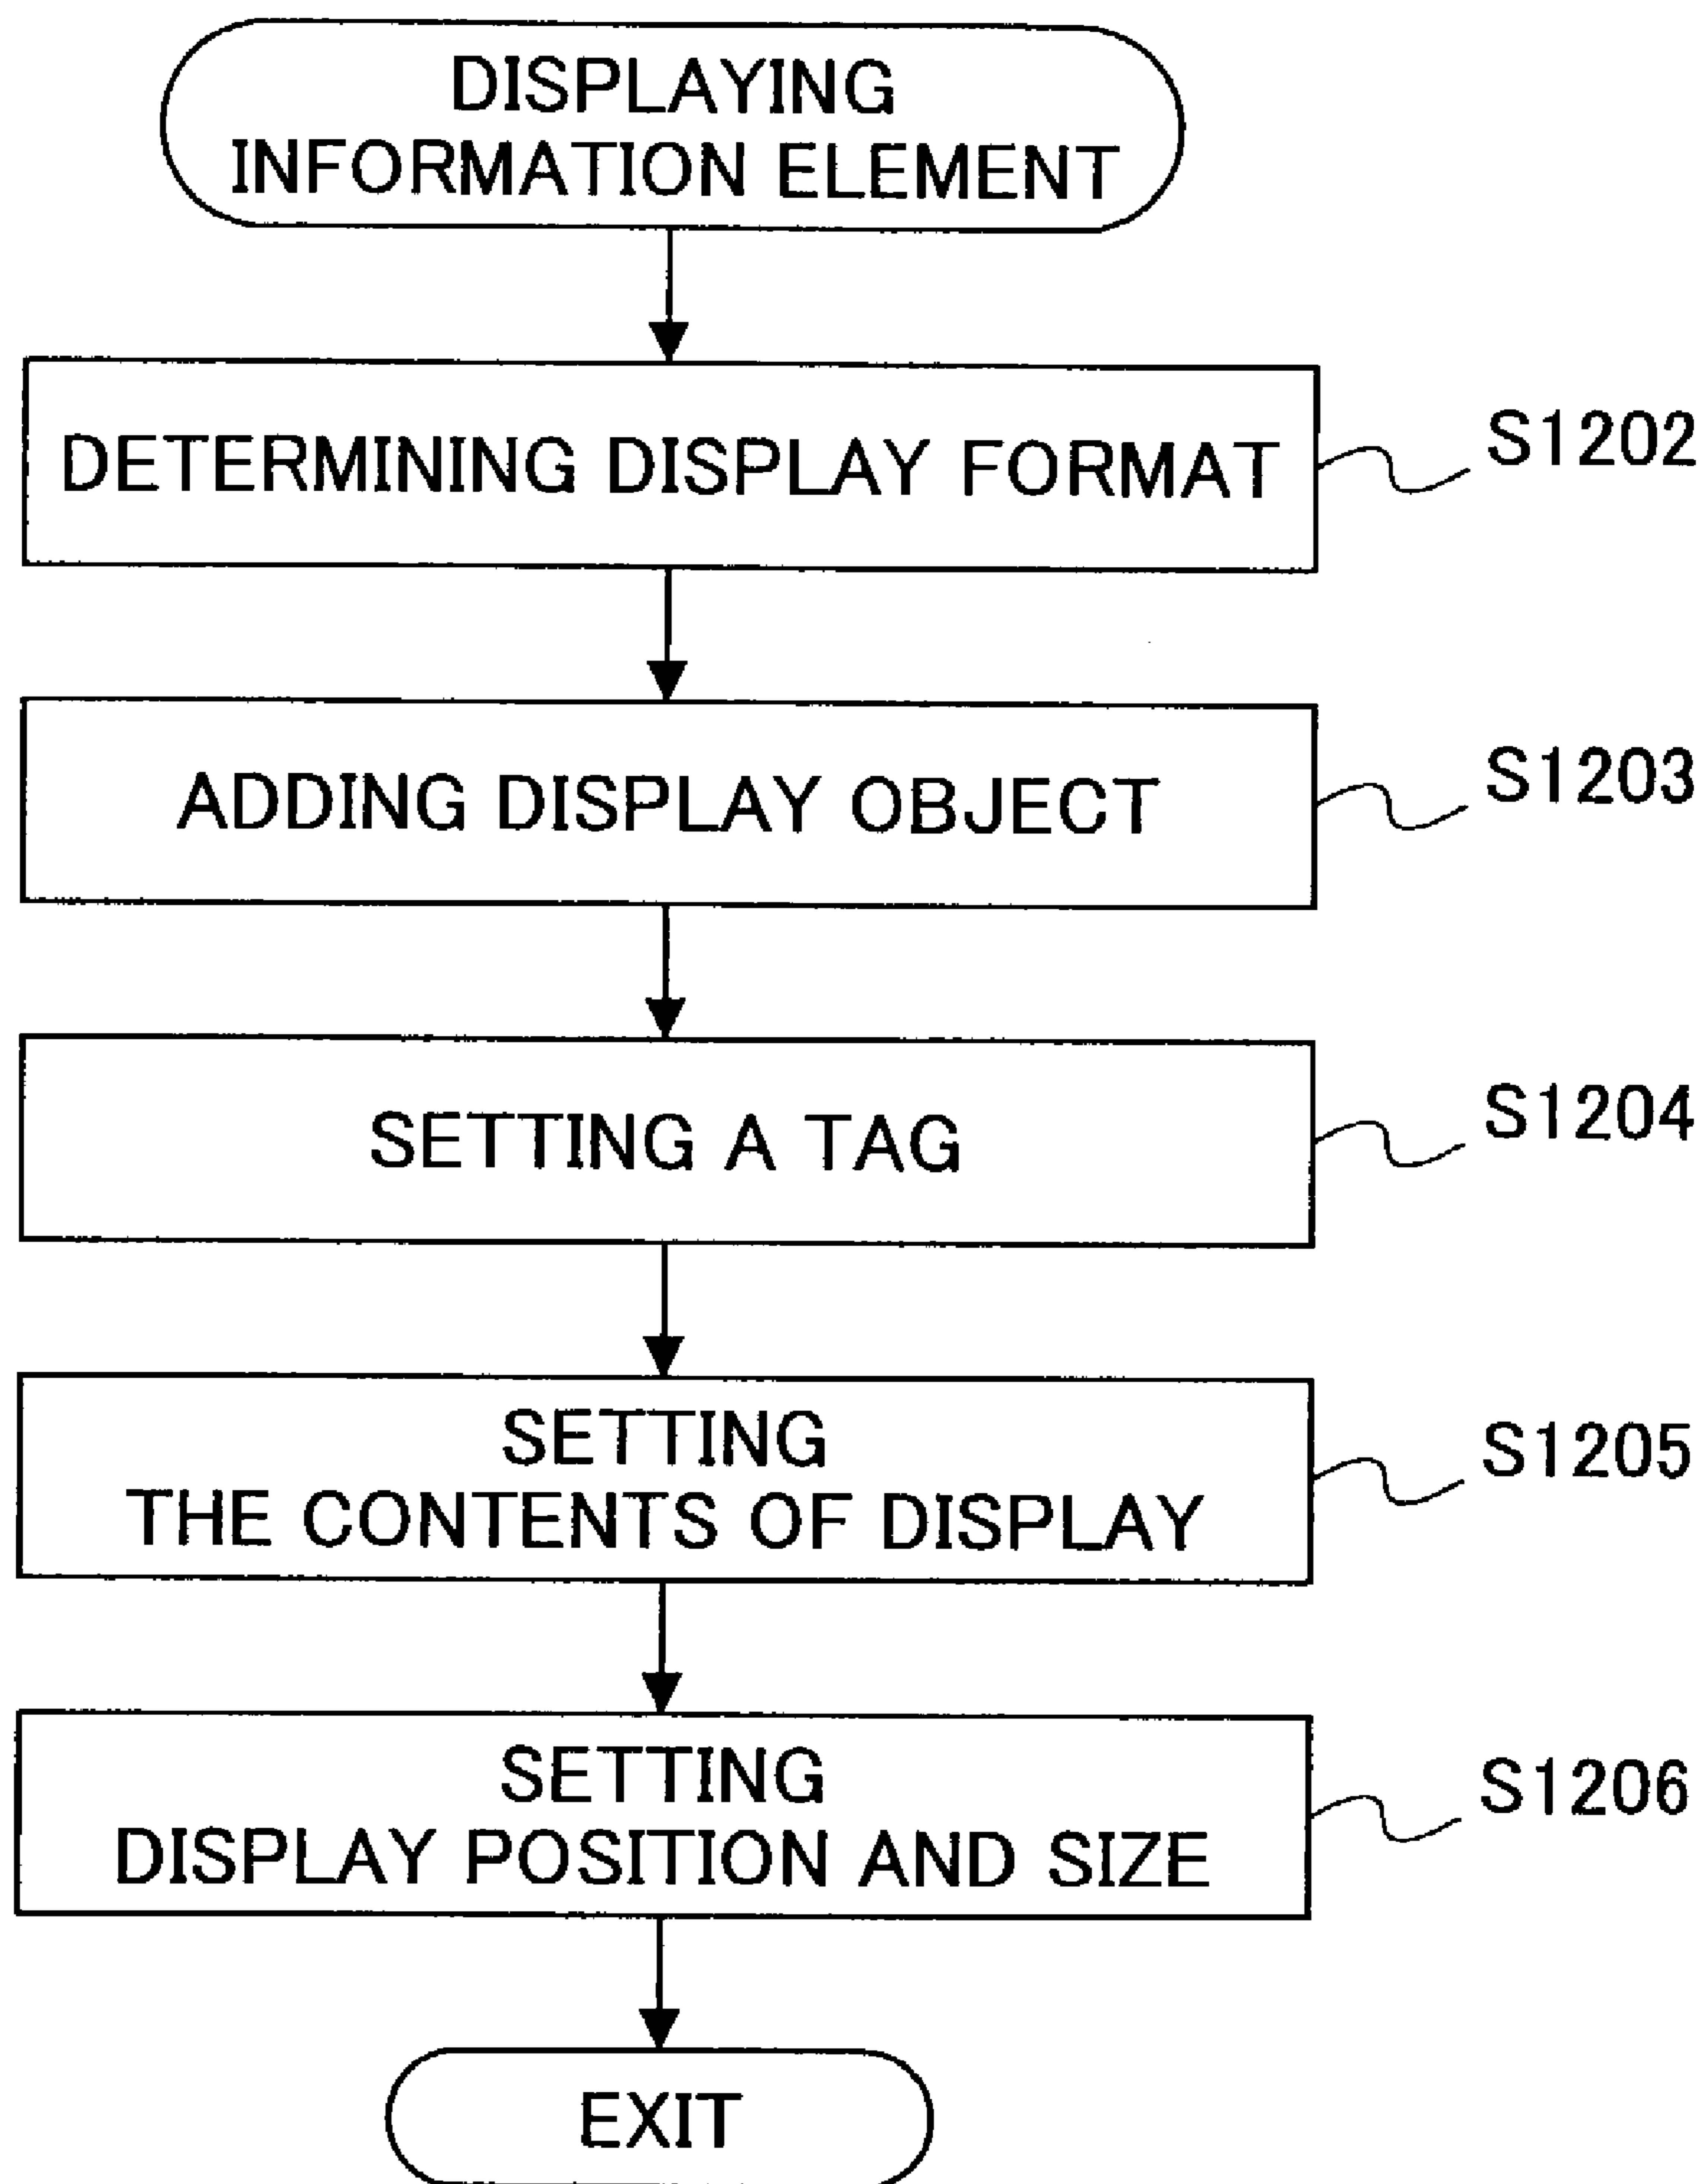 DISPLAYING
INFORMATION ELEMENT
DETERMINING DISPLAY FORMAT
S1202
ADDING DISPLAY OBJECT
S1203
SETTING A TAG
S1204
SETTING
THE CONTENTS OF DISPLAY
S1205
SETTING
DISPLAY POSITION AND SIZE
S1206
EXIT